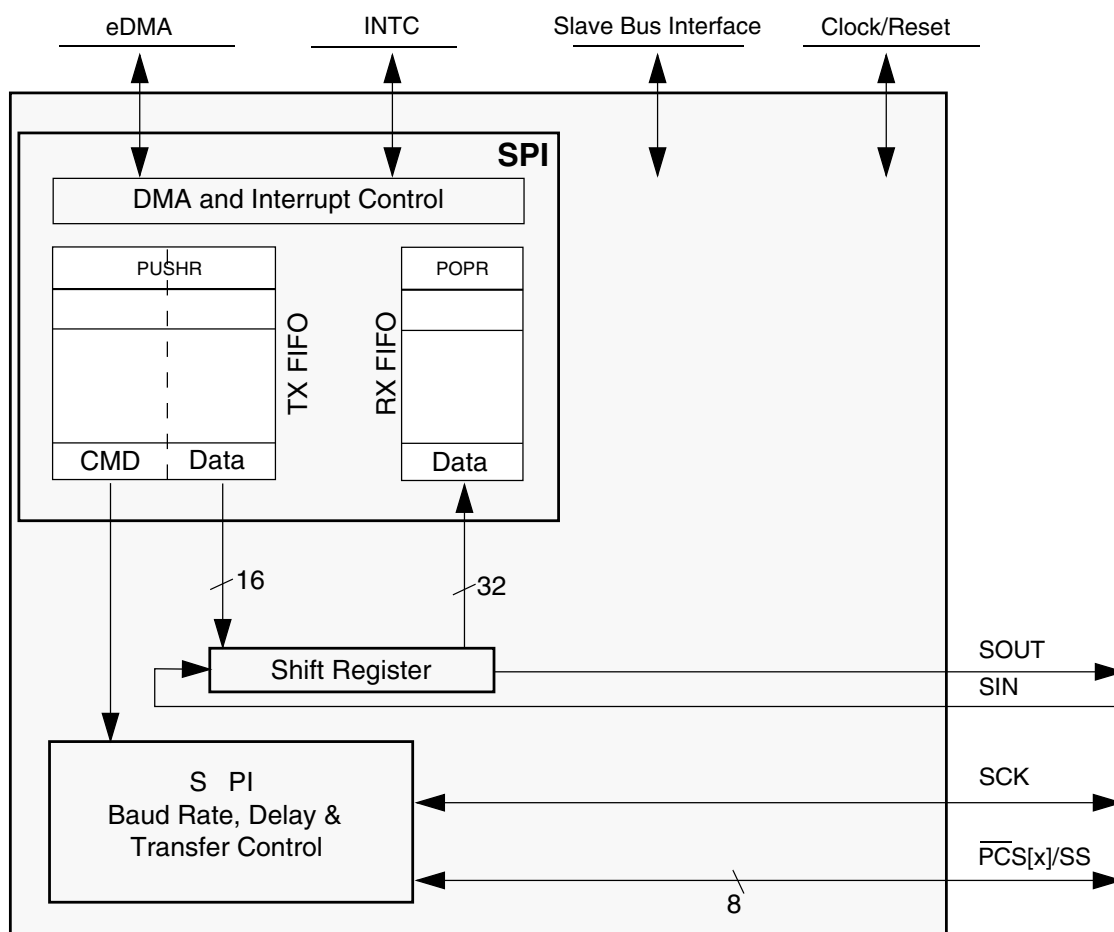 eDMA
INTC
Slave Bus Interface
Clock/Reset
SPI
DMA and Interrupt Control
PUSHR
POPR
TX FIFO
RX FIFO
CMD
Data
Data
16
32
Shift Register
SOUT
SIN
S PI
Baud Rate, Delay &
Transfer Control
SCK
PCS[x]/SS
8